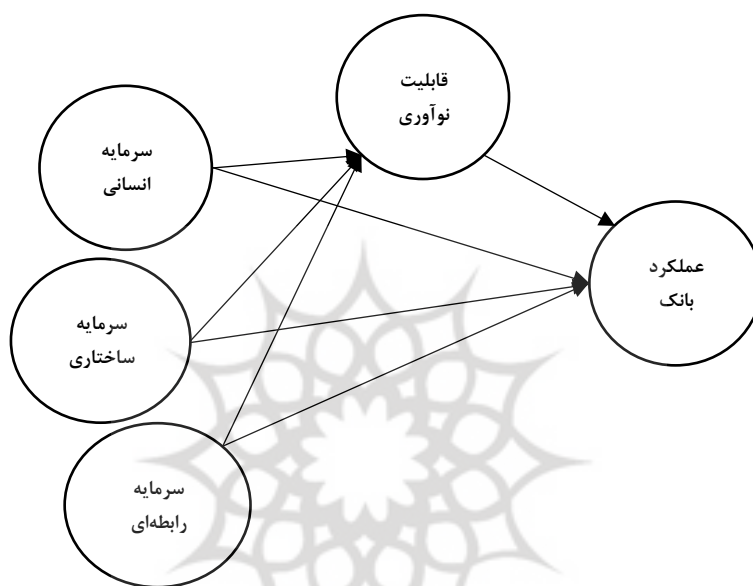 قابلیت
نوآوری
سرمایه
انسانی
عملکرد
بانک
سرمایه
ساختاری
سرمایه
رابطه‌ای